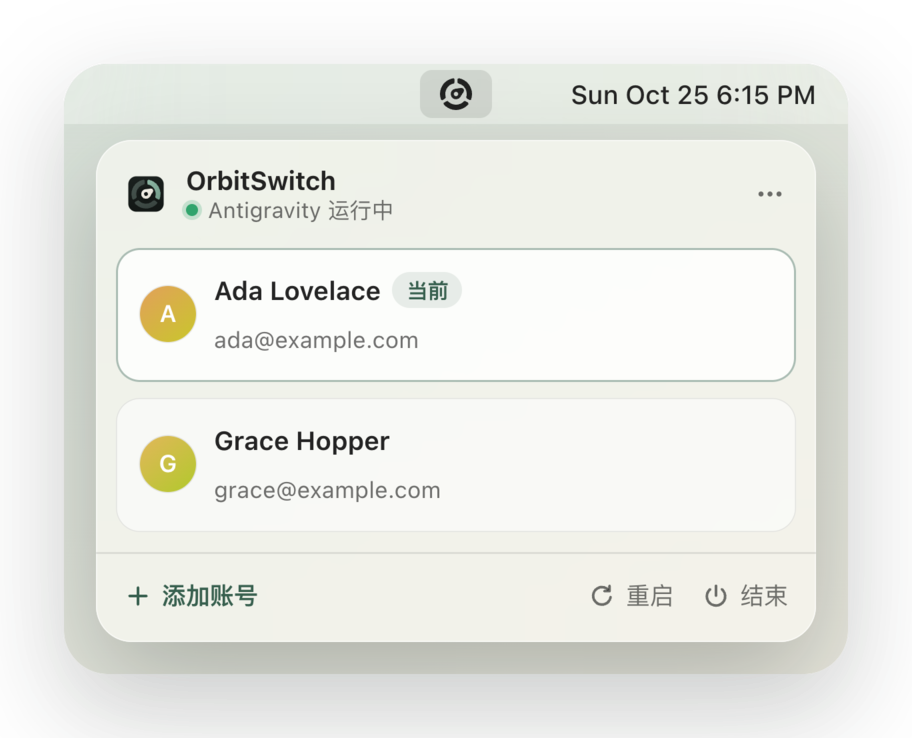 Sun Oct 25 6:15 PM
OrbitSwitch
Antigravity 运行中
A
Ada Lovelace 当前
ada@example.com
G
Grace Hopper
grace@example.com
添加账号 重启 结束